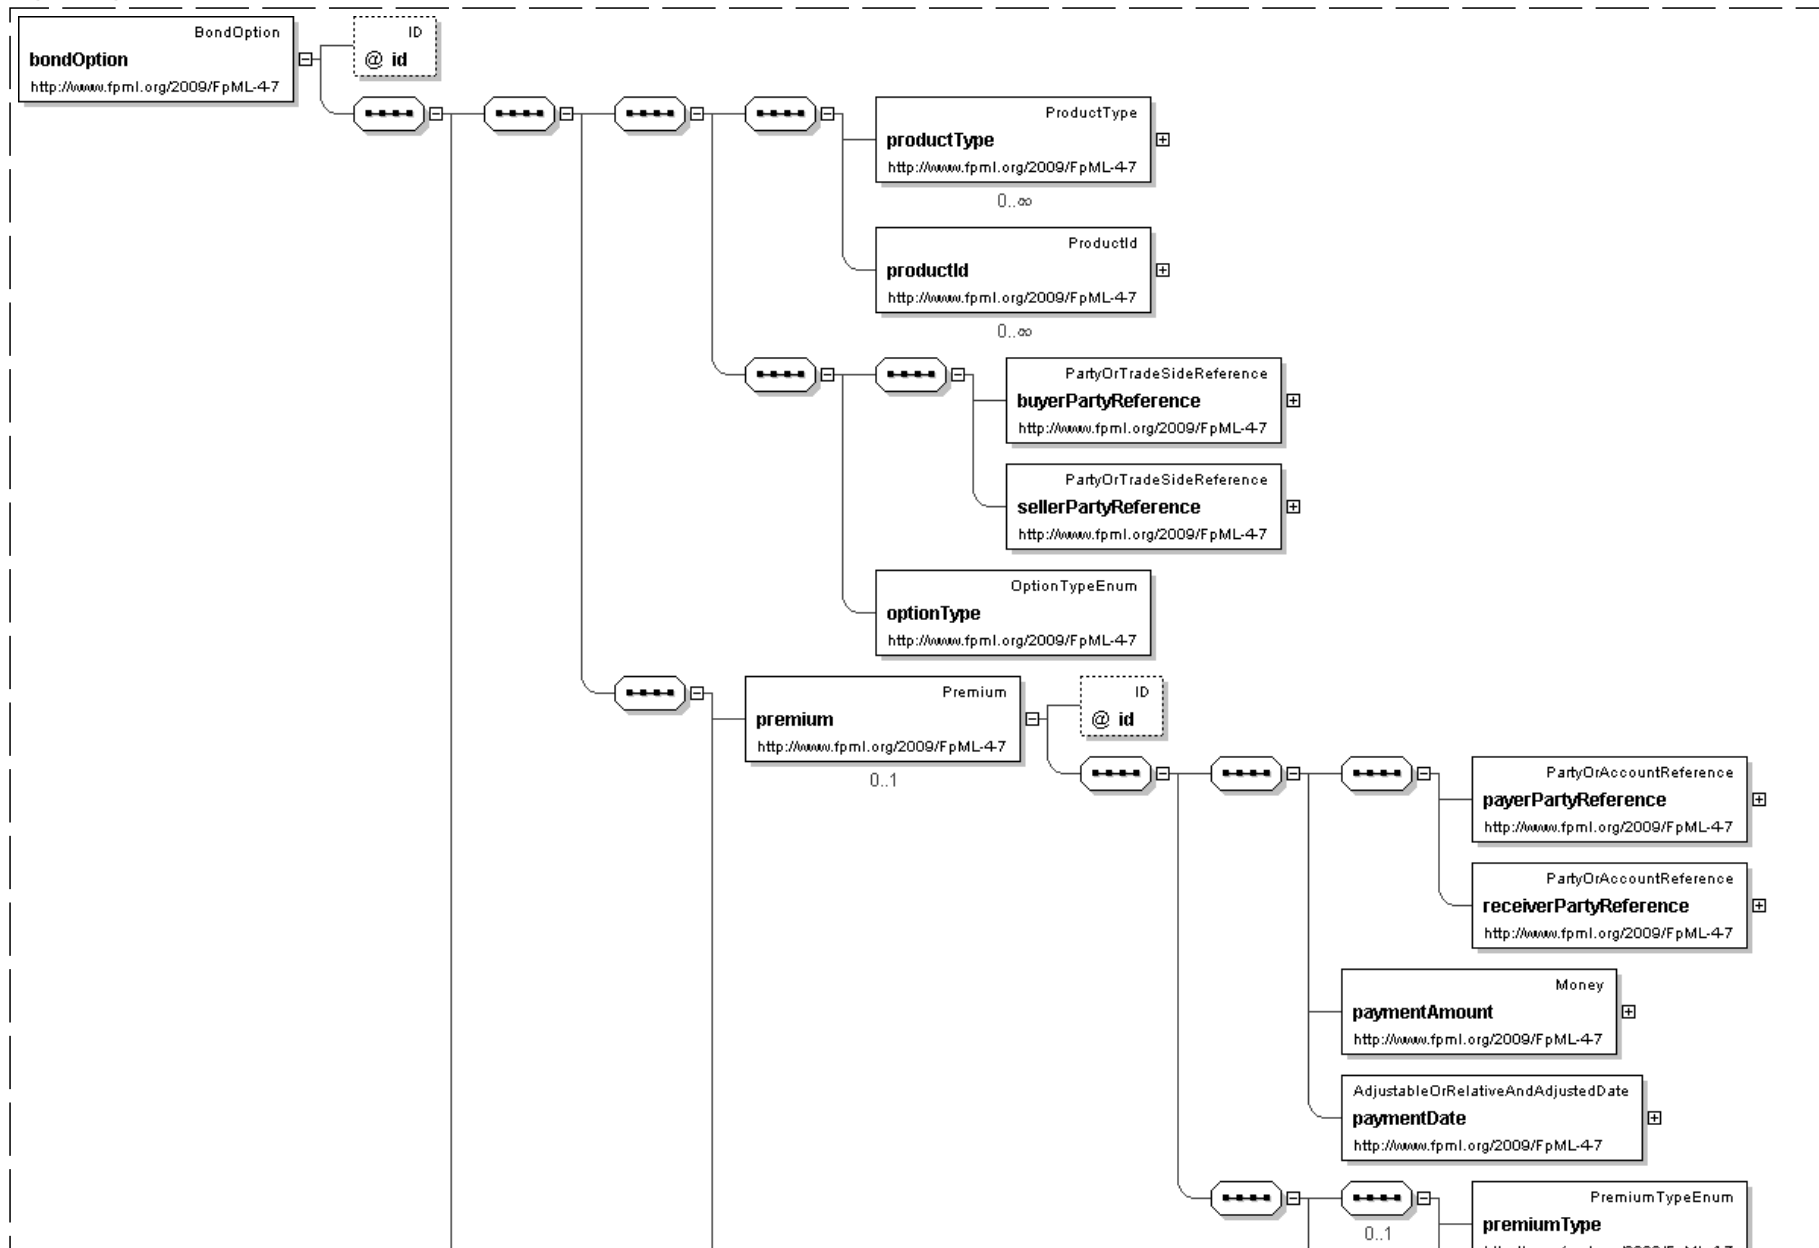 BondOption
bondOption
http://www.fpml.org/2009/FpML-4-7
ID
@ id
ProductType
productType
http://www.fpml.org/2009/FpML-4-7
0..∞
ProductId
productId
http://www.fpml.org/2009/FpML-4-7
0..∞
PartyOrTradeSideReference
buyerPartyReference
http://www.fpml.org/2009/FpML-4-7
PartyOrTradeSideReference
sellerPartyReference
http://www.fpml.org/2009/FpML-4-7
OptionTypeEnum
optionType
http://www.fpml.org/2009/FpML-4-7
Premium
premium
http://www.fpml.org/2009/FpML-4-7
0..1
ID
@ id
PartyOrAccountReference
payerPartyReference
http://www.fpml.org/2009/FpML-4-7
PartyOrAccountReference
receiverPartyReference
http://www.fpml.org/2009/FpML-4-7
Money
paymentAmount
http://www.fpml.org/2009/FpML-4-7
AdjustableOrRelativeAndAdjustedDate
paymentDate
http://www.fpml.org/2009/FpML-4-7
0..1
PremiumTypeEnum
premiumType